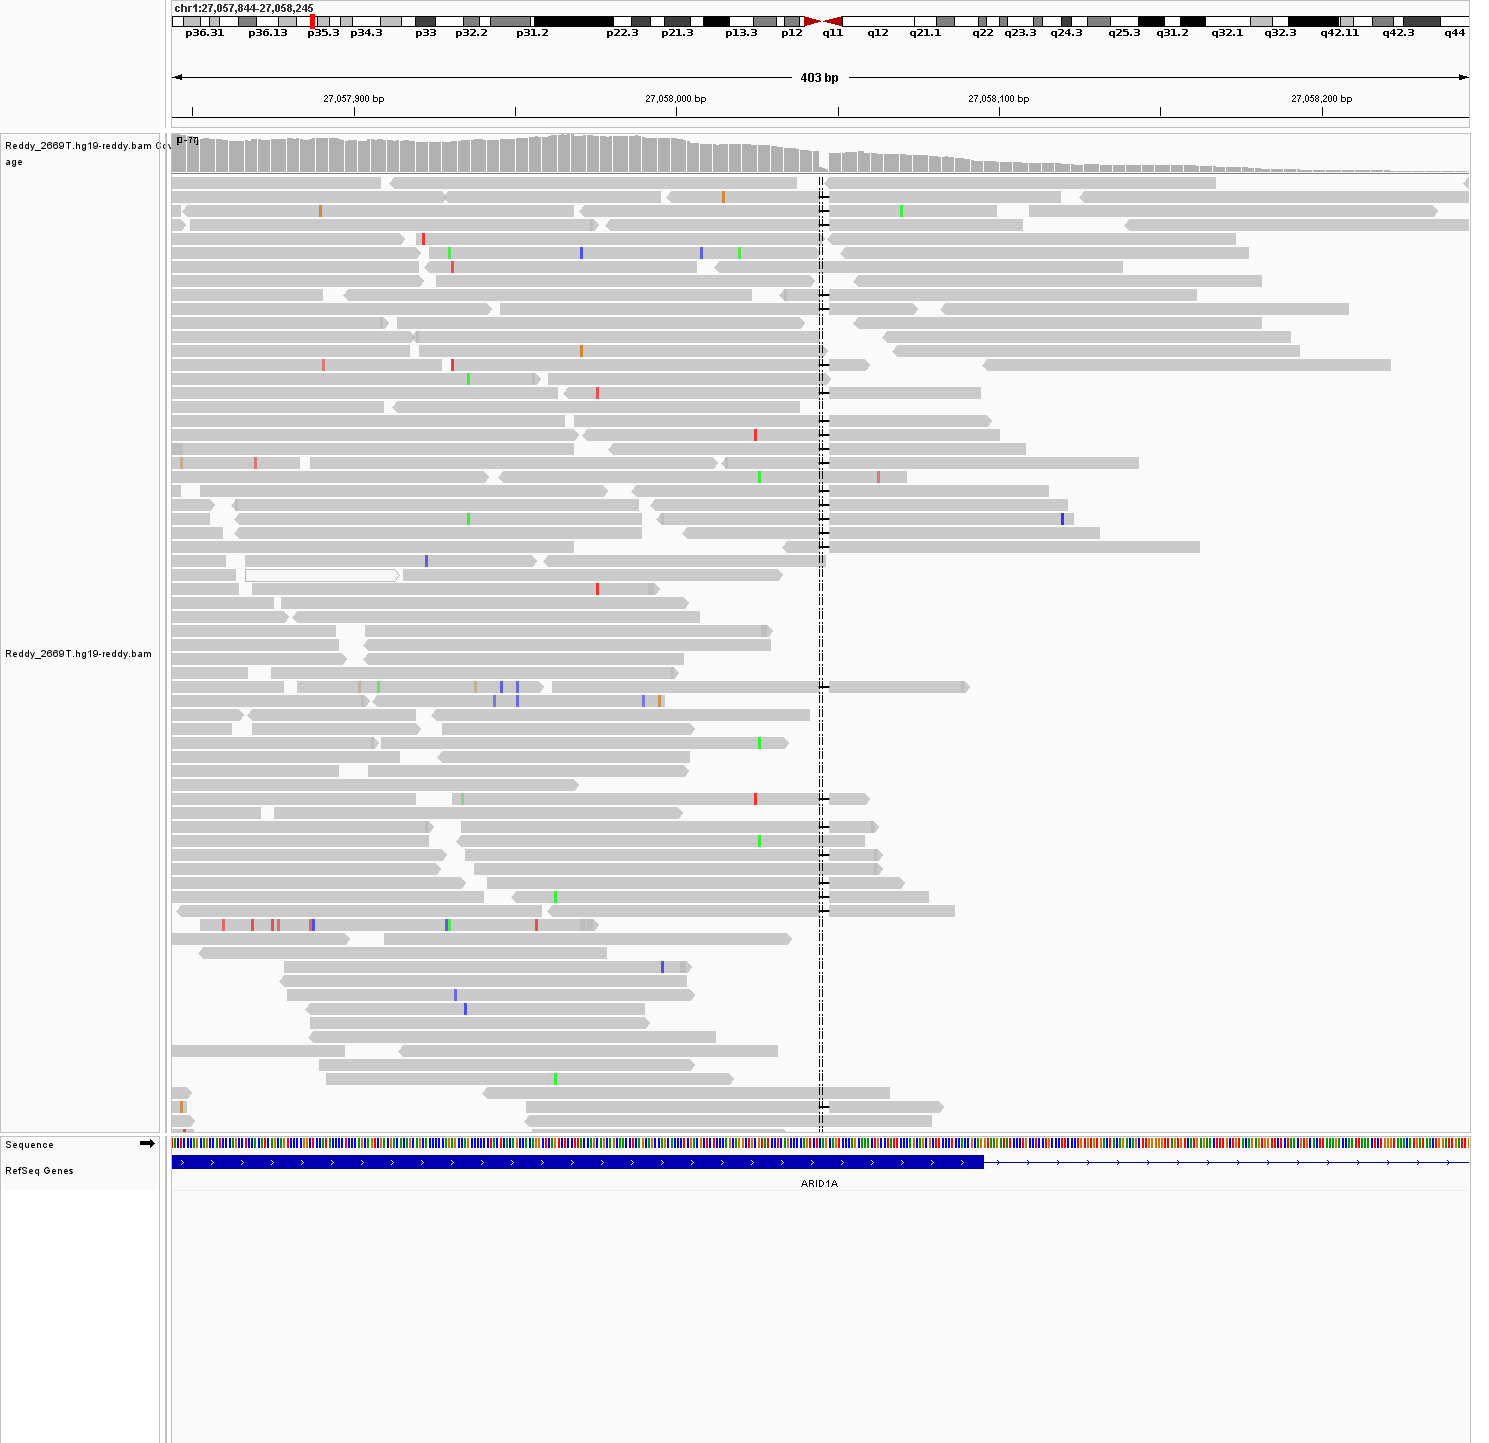 chr1:27,057,844-27,058,245
p36.31 p36.13 p35.3 p34.3 p33 p32.2 p31.2 p22.3 p21.3 p13.3 p12 q11 q12 q21.1 q22 q23.3 q24.3 q25.3 q31.2 q32.1 q32.3 q42.11 q42.3 q44
403 bp
27,057,900 bp 27,058,000 bp 27,058,100 bp 27,058,200 bp
[0 - 77]
Reddy_2669T.hg19-reddy.bam Cov
age
Reddy_2669T.hg19-reddy.bam
Sequence
RefSeq Genes
ARID1A